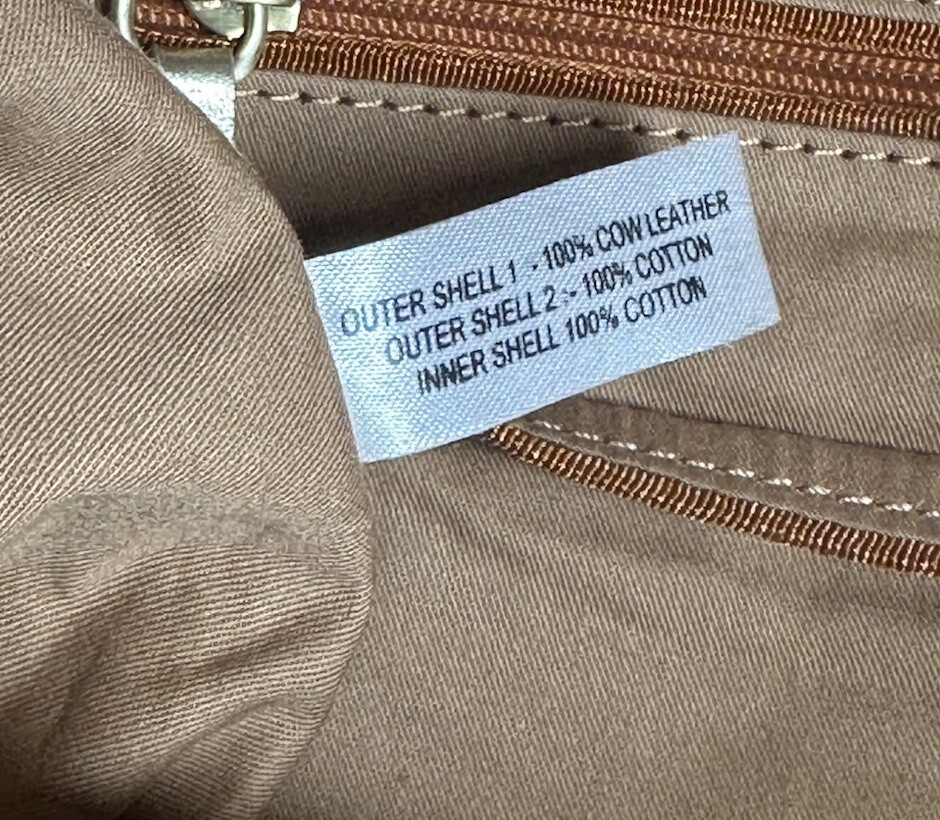 OUTER SHELL 1 :- 100% COW LEATHER
OUTER SHELL 2 :- 100% COTTON
INNER SHELL 100% COTTON